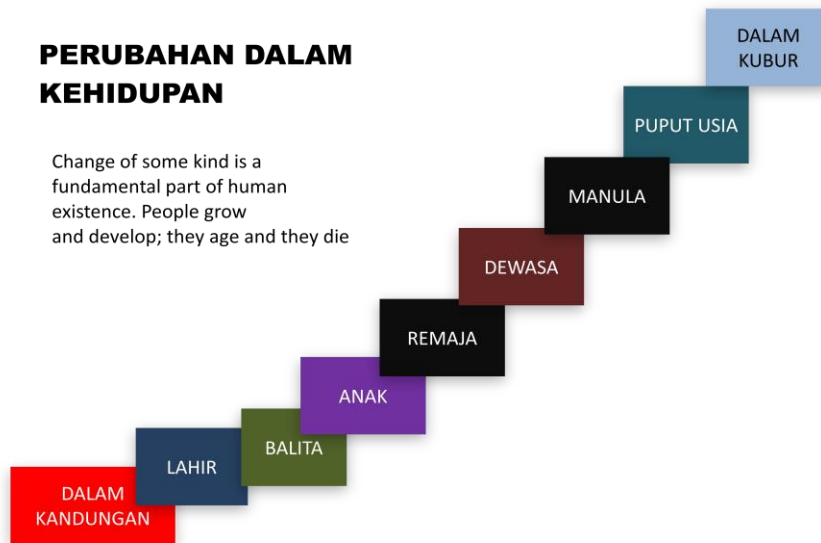 PERUBAHAN DALAM
KEHIDUPAN
Change of some kind is a
fundamental part of human
existence. People grow
and develop; they age and they die
DALAM
KANDUNGAN
LAHIR
BALITA
ANAK
REMAJA
DEWASA
MANULA
PUPUT USIA
DALAM
KUBUR